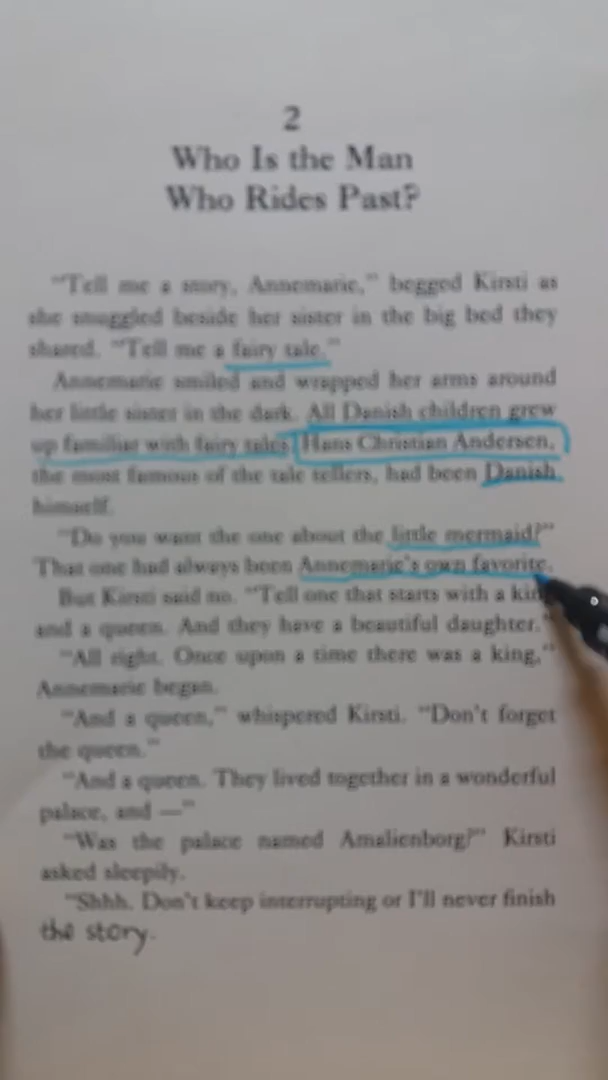 2
Who Is the Man
Who Rides Past?
"Tell me a story, Annemarie," begged Kirsti as
she snuggled beside her sister in the big bed they
shared. "Tell me a fairy tale."
Annemarie smiled and wrapped her arms around
her little sister in the dark. All Danish children grew
up familiar with fairy tales. Hans Christian Andersen,
the most famous of the tale tellers, had been Danish
himself.
"Do you want the one about the little mermaid?"
That one had always been Annemarie's own favorite.
But Kirsti said no. "Tell one that starts with a king
and a queen. And they have a beautiful daughter."
"All right. Once upon a time there was a king,"
Annemarie began.
"And a queen," whispered Kirsti. "Don't forget
the queen."
"And a queen. They lived together in a wonderful
palace, and —"
"Was the palace named Amalienborg?" Kirsti
asked sleepily.
"Shhh. Don't keep interrupting or I'll never finish
the story.